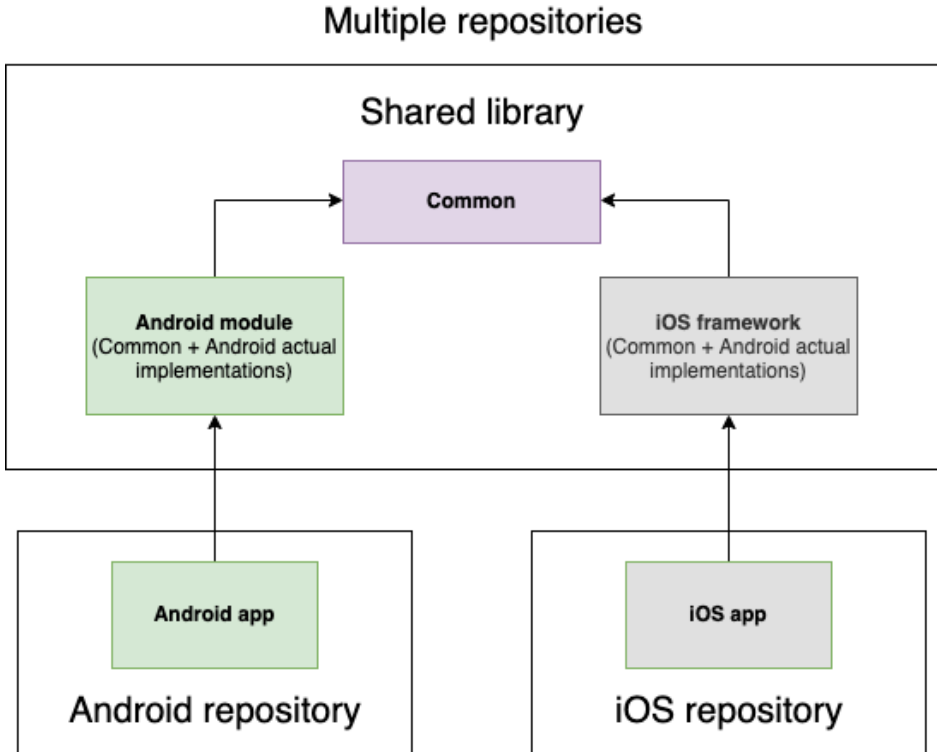 Multiple repositories
Shared library
Common
Android module
(Common + Android actual
implementations)
iOS framework
(Common + Android actual
implementations)
Android app
iOS app
Android repository
iOS repository